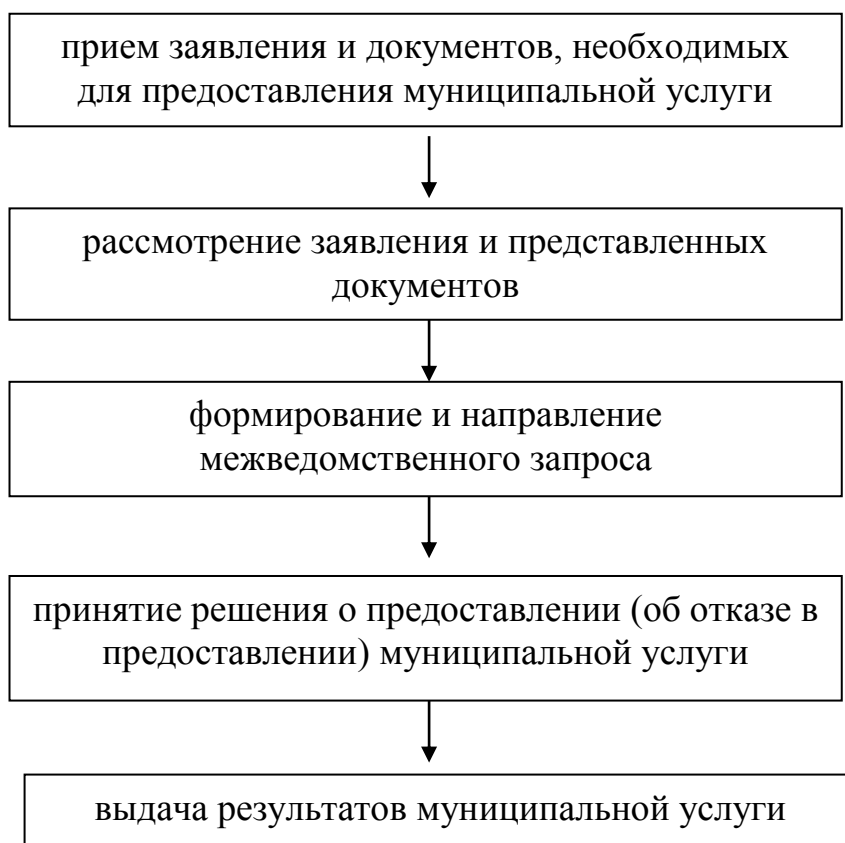 прием заявления и документов, необходимых
для предоставления муниципальной услуги
рассмотрение заявления и представленных
документов
формирование и направление
межведомственного запроса
принятие решения о предоставлении (об отказе в
предоставлении) муниципальной услуги
выдача результатов муниципальной услуги